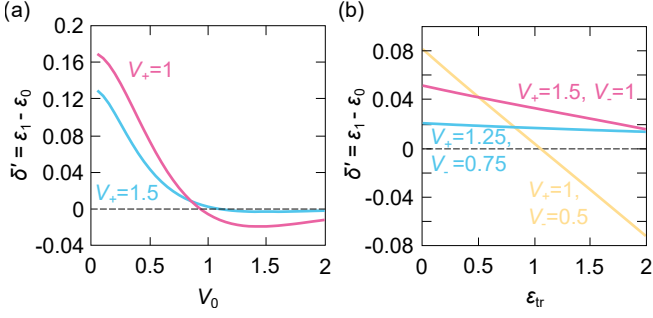 (a)
δ′ = ε₁ - ε₀
0.2
0.16
0.12
0.08
0.04
0
-0.04
V₊=1
V₊=1.5
0
0.5
1
1.5
2
V₀
(b)
δ′ = ε₁ - ε₀
0.08
0.04
0
-0.04
-0.08
V₊=1.5, V₋=1
V₊=1.25,
V₋=0.75
V₊=1,
V₋=0.5
0
0.5
1
1.5
2
εtr